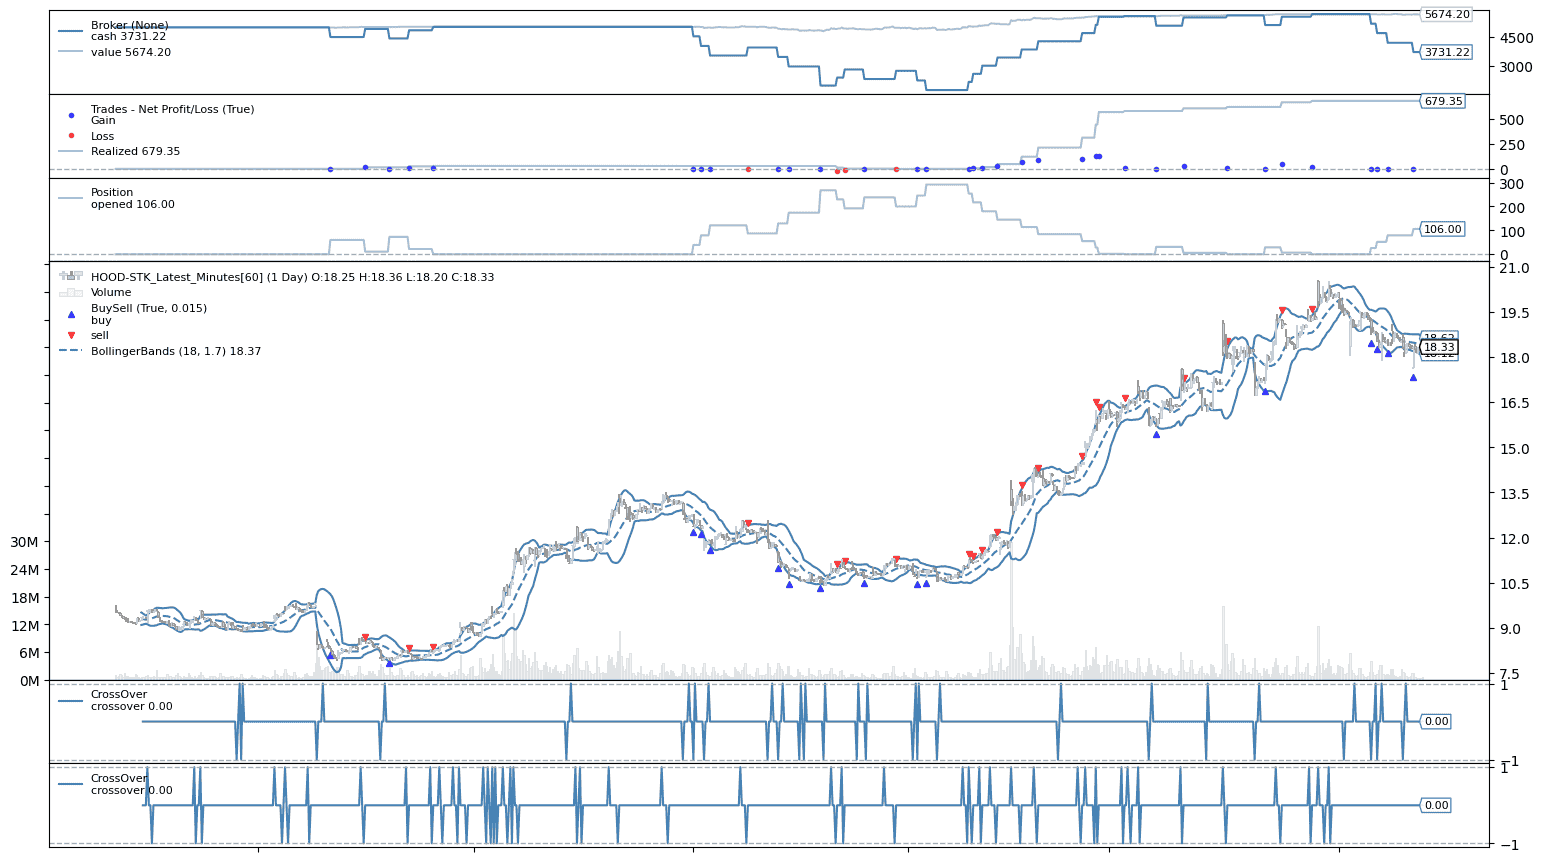 Broker (None)
cash 3731.22
value 5674.20
5674.20
4500
3731.22
3000
Trades - Net Profit/Loss (True)
Gain
Loss
Realized 679.35
679.35
500
250
0
Position
opened 106.00
300
200
106.00
100
0
HOOD-STK_Latest_Minutes[60] (1 Day) O:18.25 H:18.36 L:18.20 C:18.33
Volume
BuySell (True, 0.015)
buy
sell
BollingerBands (18, 1.7) 18.37
21.0
19.5
18.33
18.0
16.5
15.0
13.5
12.0
10.5
9.0
7.5
30M
24M
18M
12M
6M
0M
CrossOver
crossover 0.00
1
0.00
−1
CrossOver
crossover 0.00
1
0.00
−1